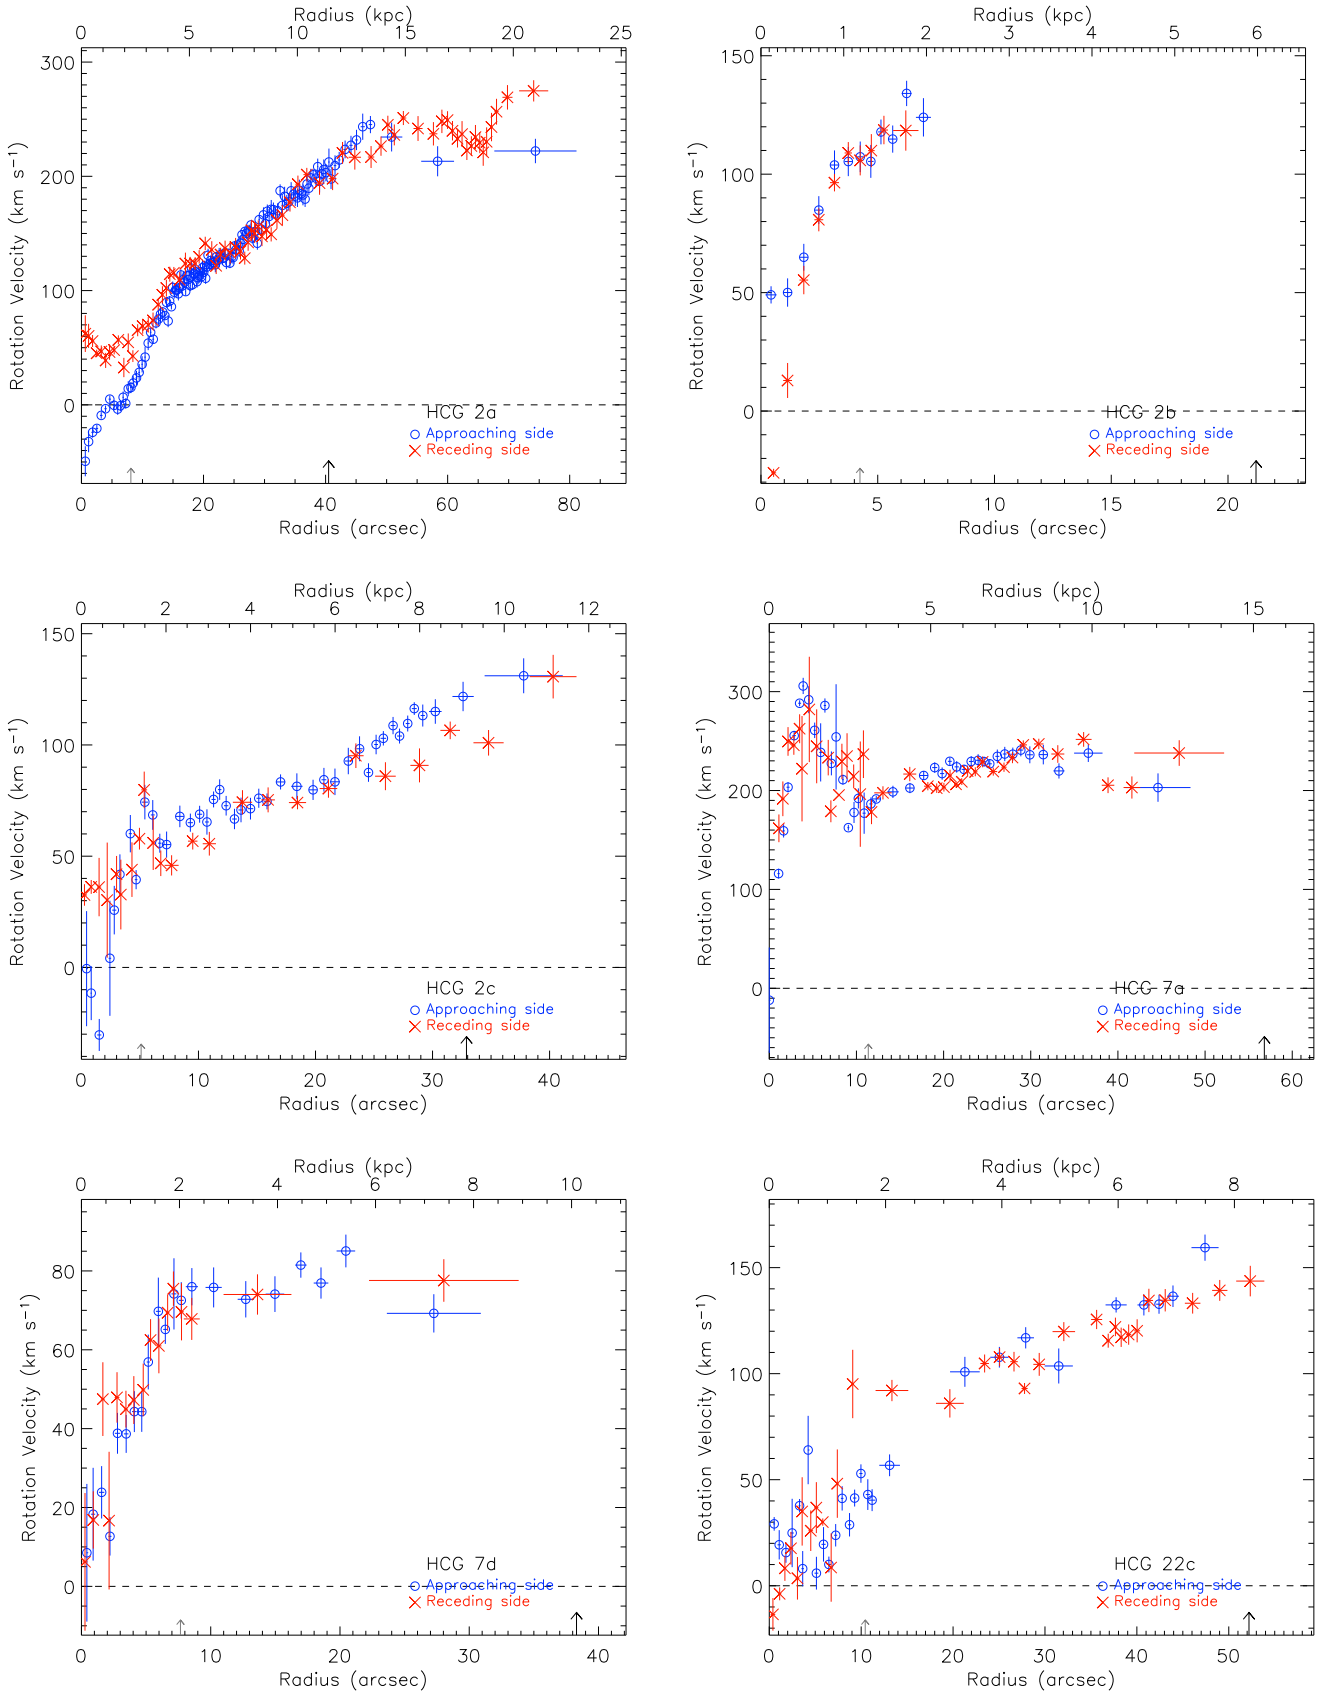 Radius (kpc)
0 5 10 15 20 25
Rotation Velocity (km s⁻¹)
300
200
100
0
HCG 2a
Approaching side
Receding side
0 20 40 60 80
Radius (arcsec)
Radius (kpc)
0 1 2 3 4 5 6
Rotation Velocity (km s⁻¹)
150
100
50
0
HCG 2b
Approaching side
Receding side
0 5 10 15 20
Radius (arcsec)
Radius (kpc)
0 2 4 6 8 10 12
Rotation Velocity (km s⁻¹)
150
100
50
0
HCG 2c
Approaching side
Receding side
0 10 20 30 40
Radius (arcsec)
Radius (kpc)
0 5 10 15
Rotation Velocity (km s⁻¹)
300
200
100
0
HCG 7a
Approaching side
Receding side
0 10 20 30 40 50 60
Radius (arcsec)
Radius (kpc)
0 2 4 6 8 10
Rotation Velocity (km s⁻¹)
80
60
40
20
0
HCG 7d
Approaching side
Receding side
0 10 20 30 40
Radius (arcsec)
Radius (kpc)
0 2 4 6 8
Rotation Velocity (km s⁻¹)
150
100
50
0
HCG 22c
Approaching side
Receding side
0 10 20 30 40 50
Radius (arcsec)